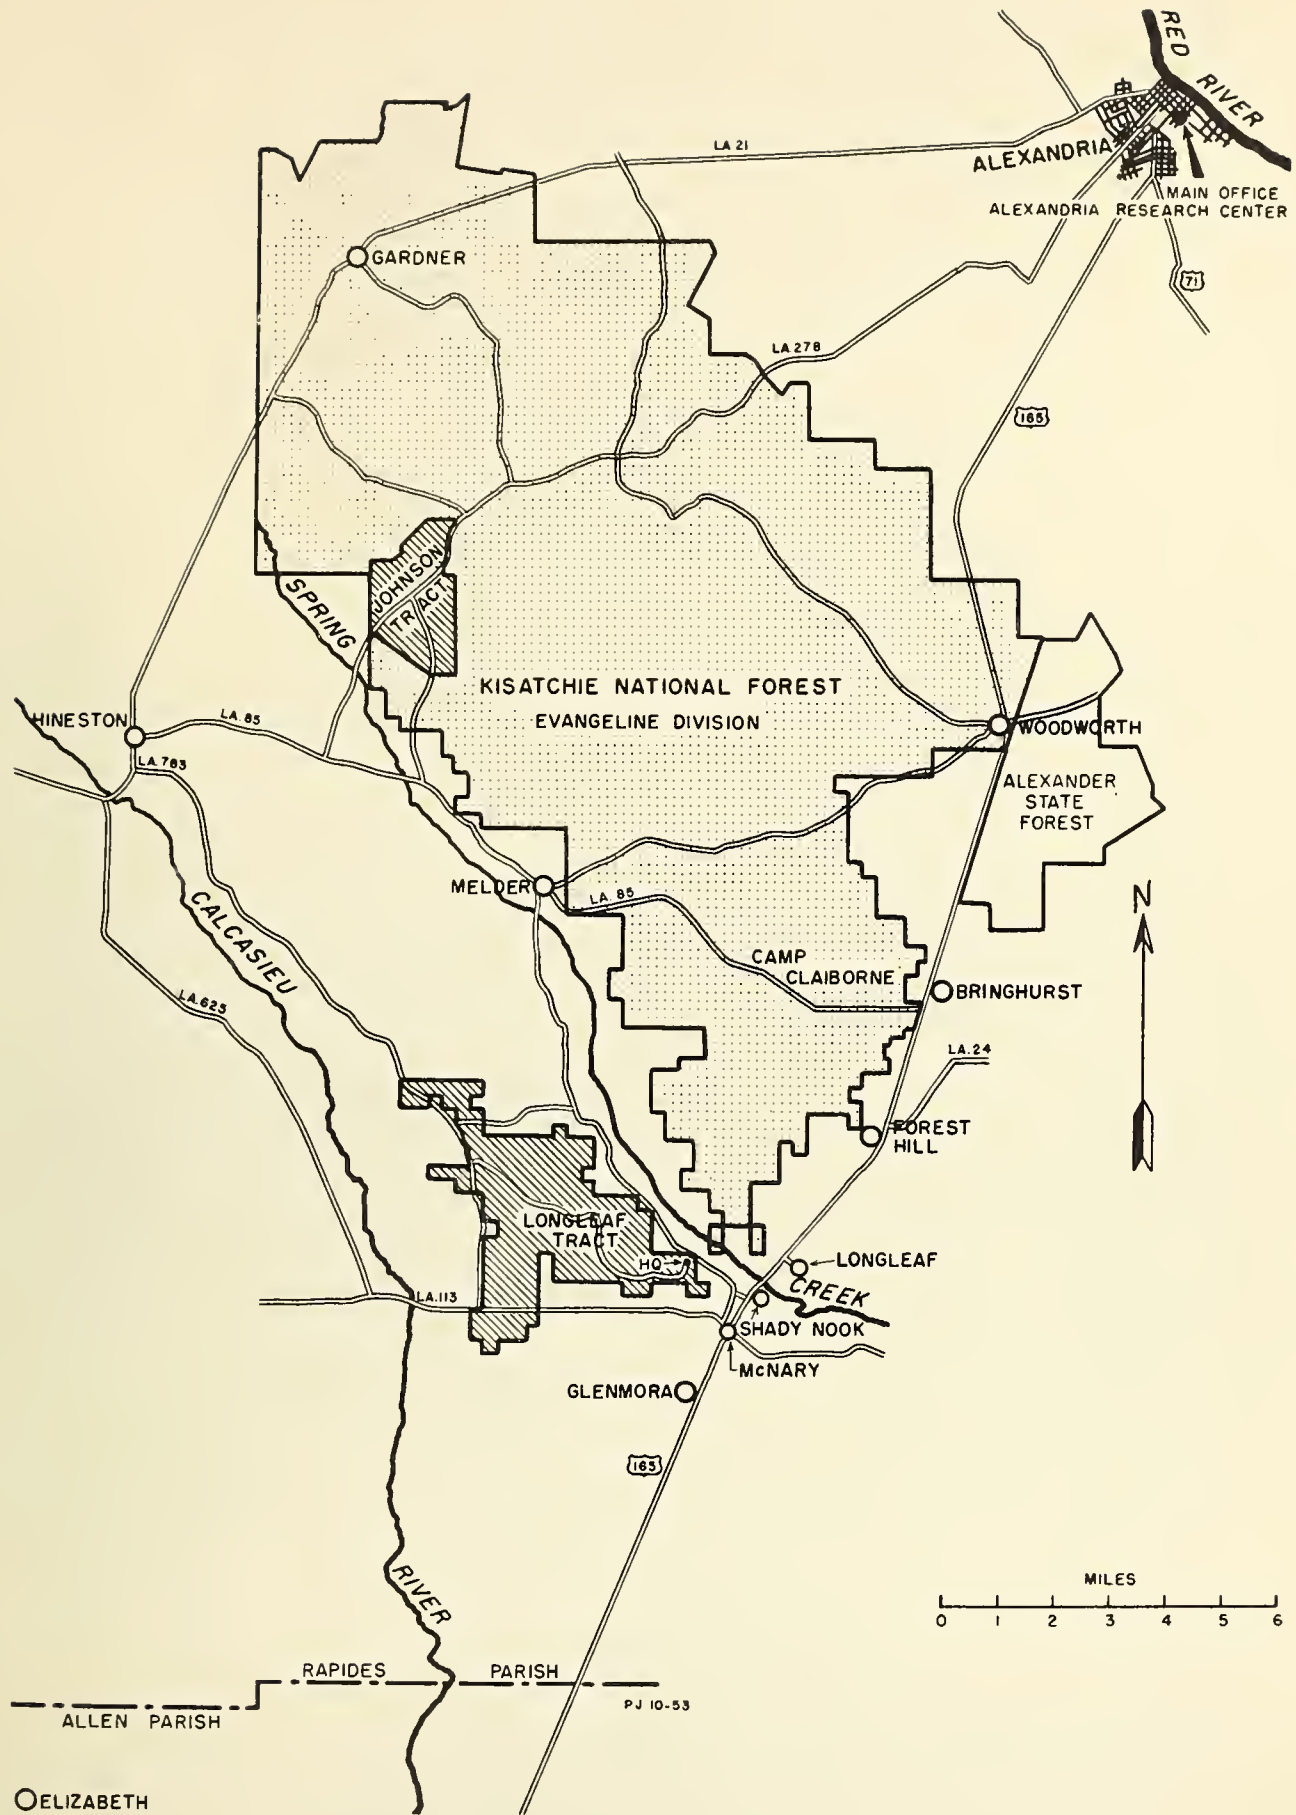 RED RIVER
LA 21
ALEXANDRIA
MAIN OFFICE
ALEXANDRIA RESEARCH CENTER
GARDNER
71
LA.278
165
JOHNSON
TRACT
SPRING
KISATCHIE NATIONAL FOREST
EVANGELINE DIVISION
HINESTON
LA. 85
WOODWORTH
LA.783
ALEXANDER
STATE
FOREST
MELDER
LA. 85
N
CALCASIEU
CAMP
CLAIBORNE
BRINGHURST
LA.625
LA.24
FOREST
HILL
LONGLEAF
TRACT
HQ
LONGLEAF
CREEK
LA.113
SHADY NOOK
McNARY
GLENMORA
165
RIVER
MILES
0 1 2 3 4 5 6
RAPIDES PARISH
PJ 10-53
ALLEN PARISH
ELIZABETH